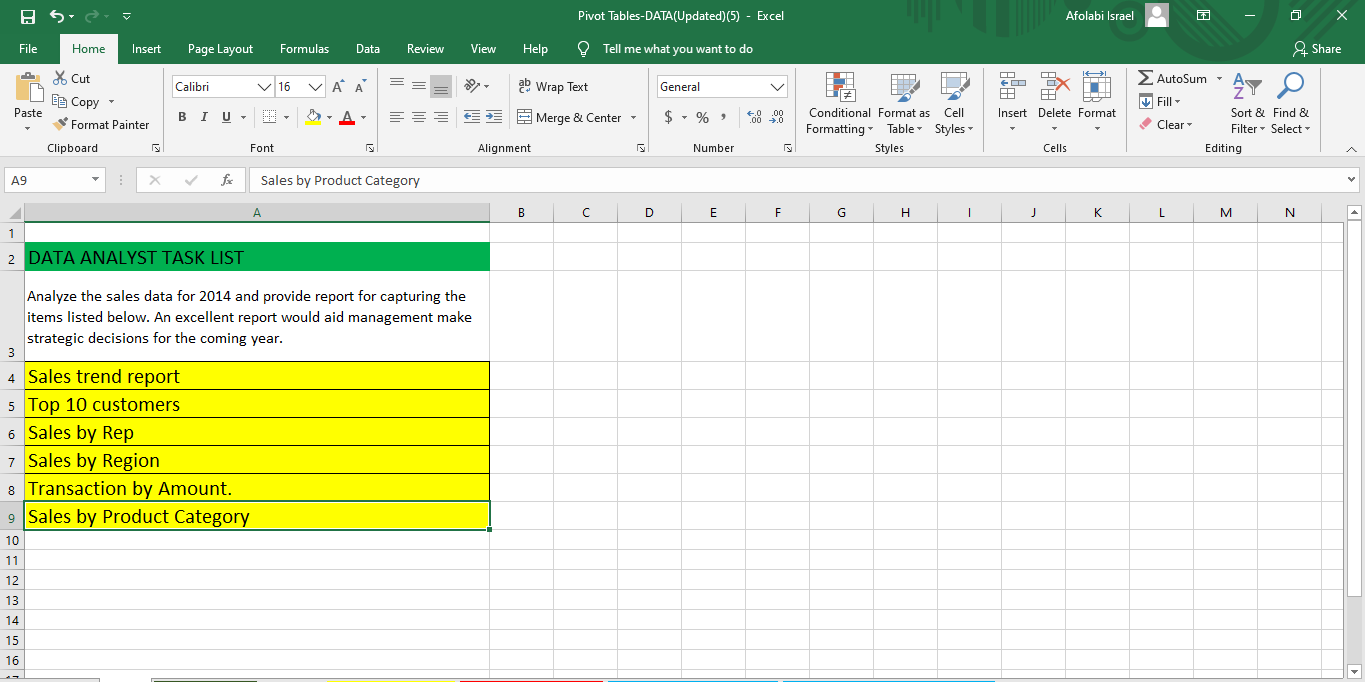 Pivot Tables-DATA(Updated)(5) - Excel
Afolabi Israel
File Home Insert Page Layout Formulas Data Review View Help Tell me what you want to do Share
Paste
Cut
Copy
Format Painter
Clipboard
Calibri 16
B I U
Font
Wrap Text
Merge & Center
Alignment
General
$ % ,
Number
Conditional Formatting
Format as Table
Cell Styles
Styles
Insert Delete Format
Cells
AutoSum
Fill
Clear
Sort & Filter
Find & Select
Editing
A9 fx Sales by Product Category
A B C D E F G H I J K L M N
1
2 DATA ANALYST TASK LIST
Analyze the sales data for 2014 and provide report for capturing the
items listed below. An excellent report would aid management make
3 strategic decisions for the coming year.
4 Sales trend report
5 Top 10 customers
6 Sales by Rep
7 Sales by Region
8 Transaction by Amount.
9 Sales by Product Category
10
11
12
13
14
15
16